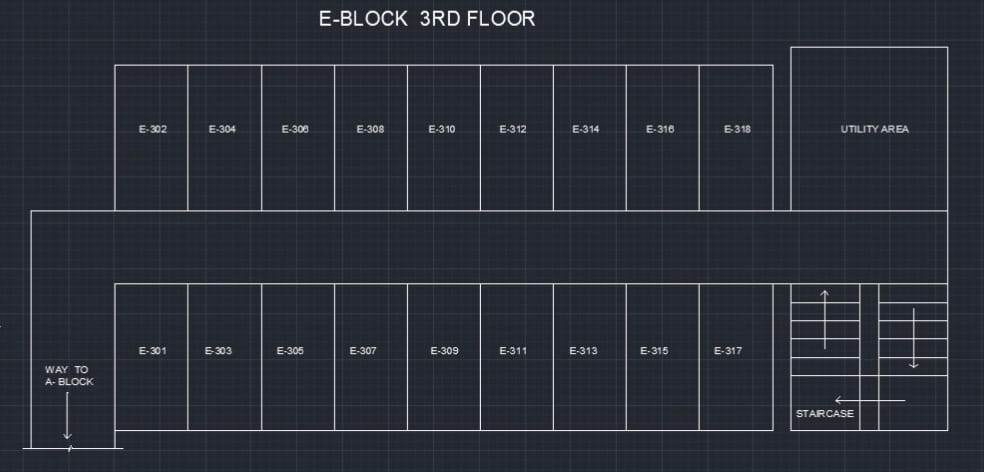 E-BLOCK 3RD FLOOR
E-302 E-304 E-306 E-308 E-310 E-312 E-314 E-316 E-318 UTILITY AREA
E-301 E-303 E-305 E-307 E-309 E-311 E-313 E-315 E-317
WAY TO
A- BLOCK
STAIRCASE